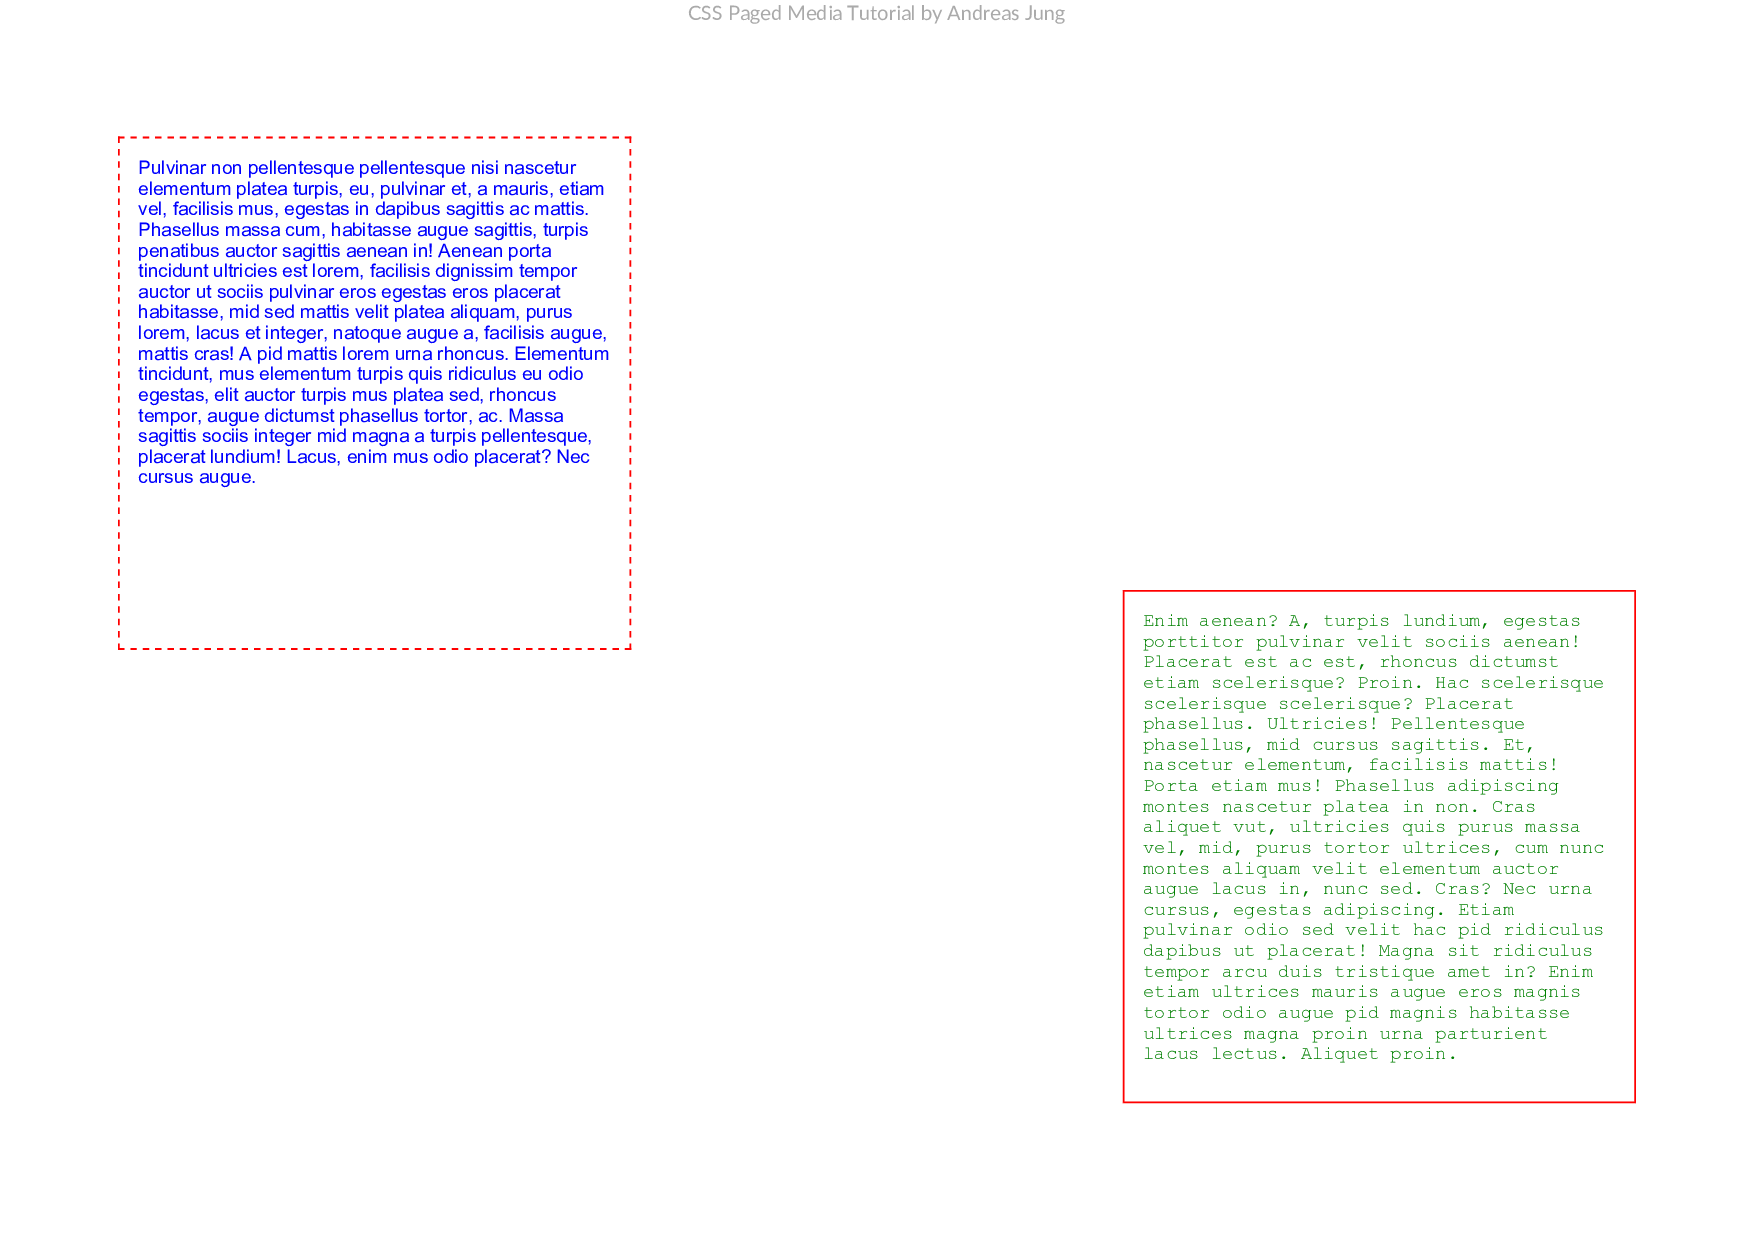 CSS Paged Media Tutorial by Andreas Jung
Pulvinar non pellentesque pellentesque nisi nascetur
elementum platea turpis, eu, pulvinar et, a mauris, etiam
vel, facilisis mus, egestas in dapibus sagittis ac mattis.
Phasellus massa cum, habitasse augue sagittis, turpis
penatibus auctor sagittis aenean in! Aenean porta
tincidunt ultricies est lorem, facilisis dignissim tempor
auctor ut sociis pulvinar eros egestas eros placerat
habitasse, mid sed mattis velit platea aliquam, purus
lorem, lacus et integer, natoque augue a, facilisis augue,
mattis cras! A pid mattis lorem urna rhoncus. Elementum
tincidunt, mus elementum turpis quis ridiculus eu odio
egestas, elit auctor turpis mus platea sed, rhoncus
tempor, augue dictumst phasellus tortor, ac. Massa
sagittis sociis integer mid magna a turpis pellentesque,
placerat lundium! Lacus, enim mus odio placerat? Nec
cursus augue.
Enim aenean? A, turpis lundium, egestas
porttitor pulvinar velit sociis aenean!
Placerat est ac est, rhoncus dictumst
etiam scelerisque? Proin. Hac scelerisque
scelerisque scelerisque? Placerat
phasellus. Ultricies! Pellentesque
phasellus, mid cursus sagittis. Et,
nascetur elementum, facilisis mattis!
Porta etiam mus! Phasellus adipiscing
montes nascetur platea in non. Cras
aliquet vut, ultricies quis purus massa
vel, mid, purus tortor ultrices, cum nunc
montes aliquam velit elementum auctor
augue lacus in, nunc sed. Cras? Nec urna
cursus, egestas adipiscing. Etiam
pulvinar odio sed velit hac pid ridiculus
dapibus ut placerat! Magna sit ridiculus
tempor arcu duis tristique amet in? Enim
etiam ultrices mauris augue eros magnis
tortor odio augue pid magnis habitasse
ultrices magna proin urna parturient
lacus lectus. Aliquet proin.